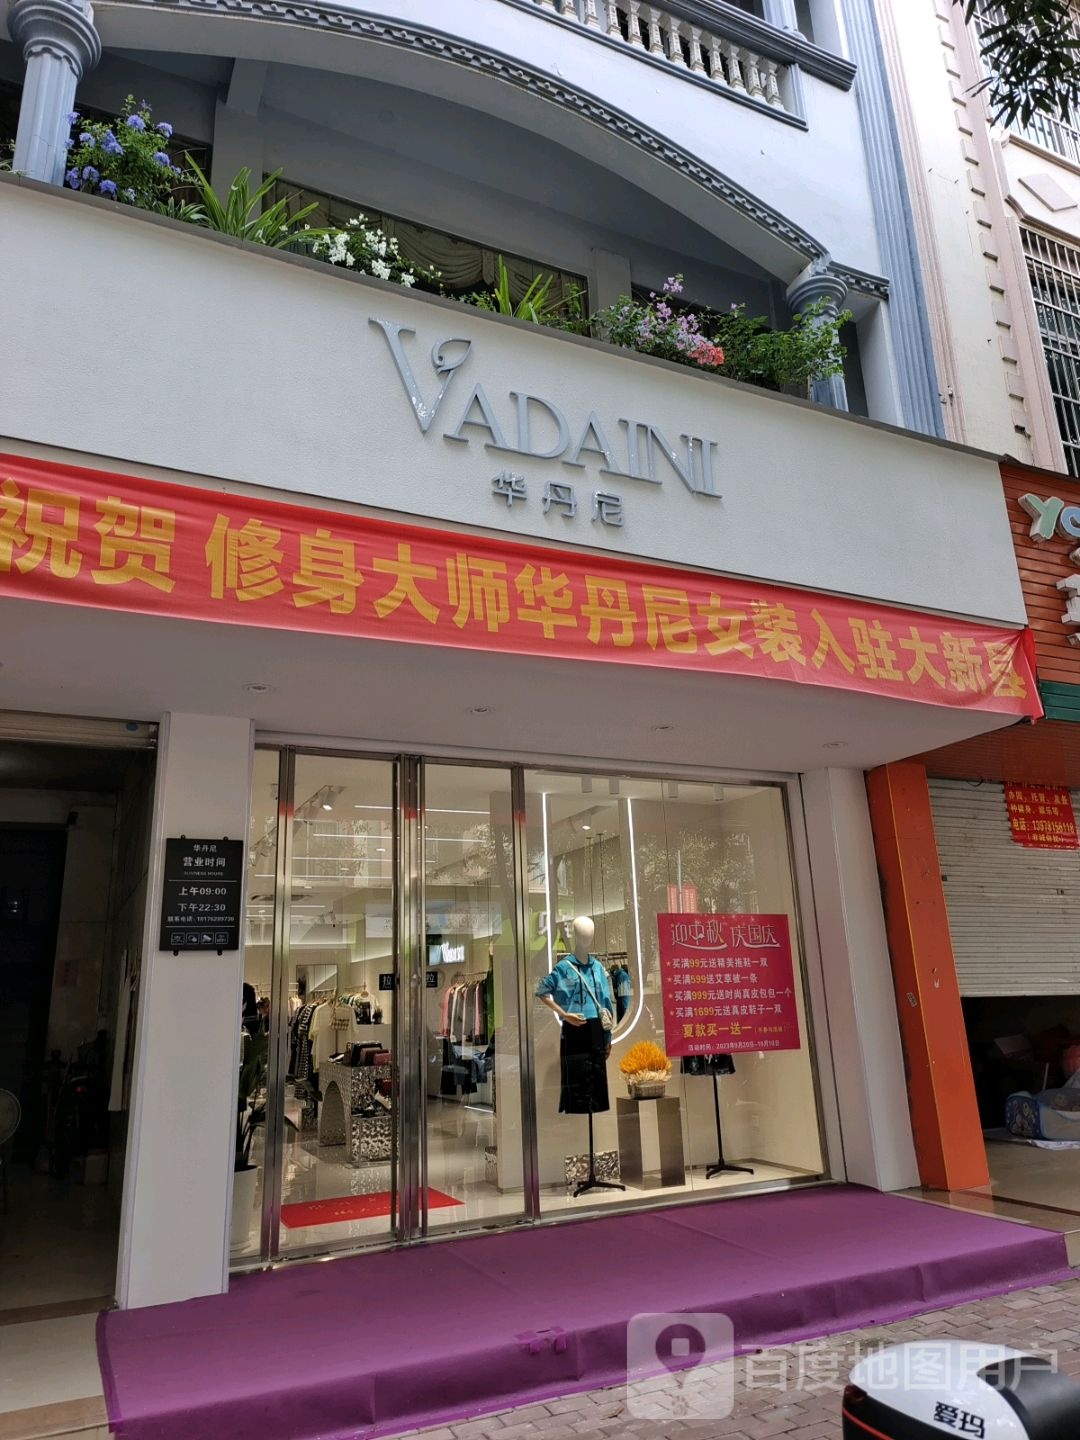 VADAINI
华丹尼
祝贺 修身大师华丹尼女装入驻大新县
华丹尼
营业时间
BUSINESS HOURS
上午09:00
下午22:30
VADAINI
拉
拉
迎中秋 庆国庆
★买满99元送精美拖鞋一双
★买满599送艾草被一条
★买满999元送时尚真皮包包一个
★买满1699元送真皮鞋子一双
夏款买一送一
爱玛
百度地图用户